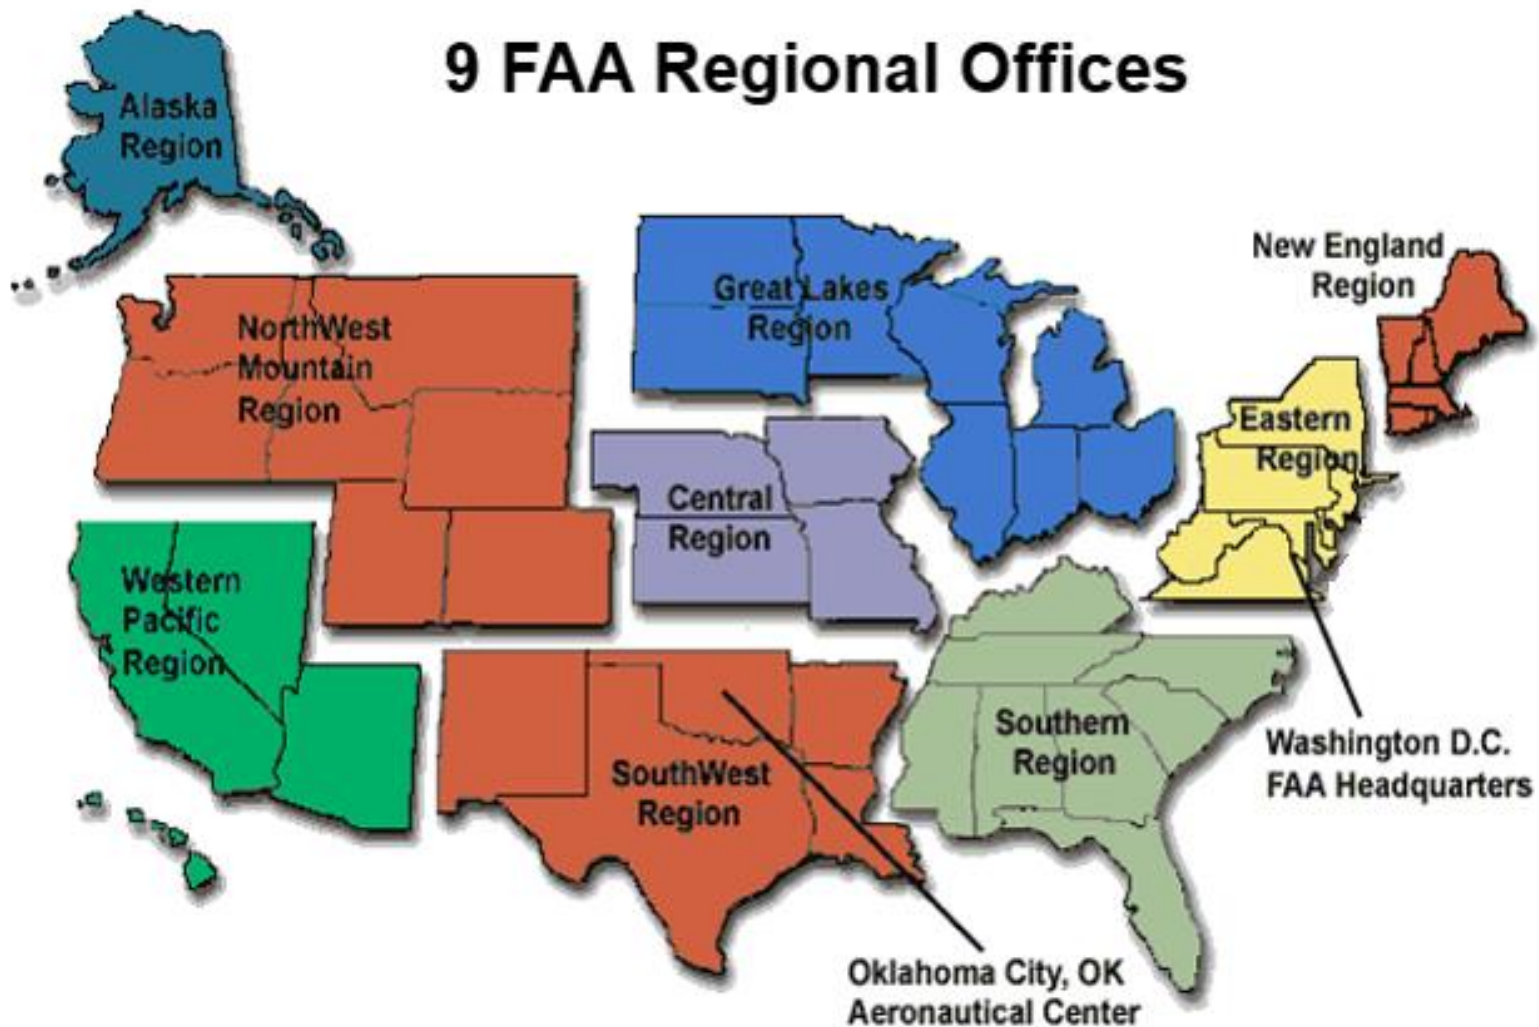 9 FAA Regional Offices
Alaska
Region
New England
Region
Great Lakes
Region
NorthWest
Mountain
Region
Eastern
Region
Central
Region
Western
Pacific
Region
Southern
Region
Washington D.C.
FAA Headquarters
SouthWest
Region
Oklahoma City, OK
Aeronautical Center